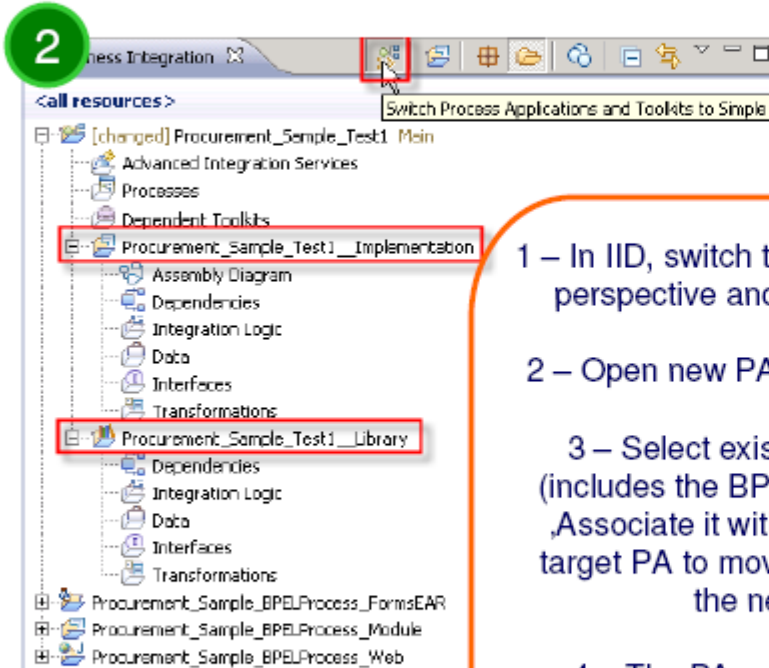 2
ness Integration
<all resources>
Switch Process Applications and Toolkits to Simple
[changed] Procurement_Sample_Test1 Main
Advanced Integration Services
Processes
Dependent Toolkits
Procurement_Sample_Test1__Implementation
Assembly Diagram
Dependencies
Integration Logic
Data
Interfaces
Transformations
Procurement_Sample_Test1__Library
Dependencies
Integration Logic
Data
Interfaces
Transformations
Procurement_Sample_BPELProcess_FormsEAR
Procurement_Sample_BPELProcess_Module
Procurement_Sample_BPELProcess_Web
1 – In IID, switch t
perspective and
2 – Open new PA
3 – Select exis
(includes the BP
,Associate it wit
target PA to mov
the ne